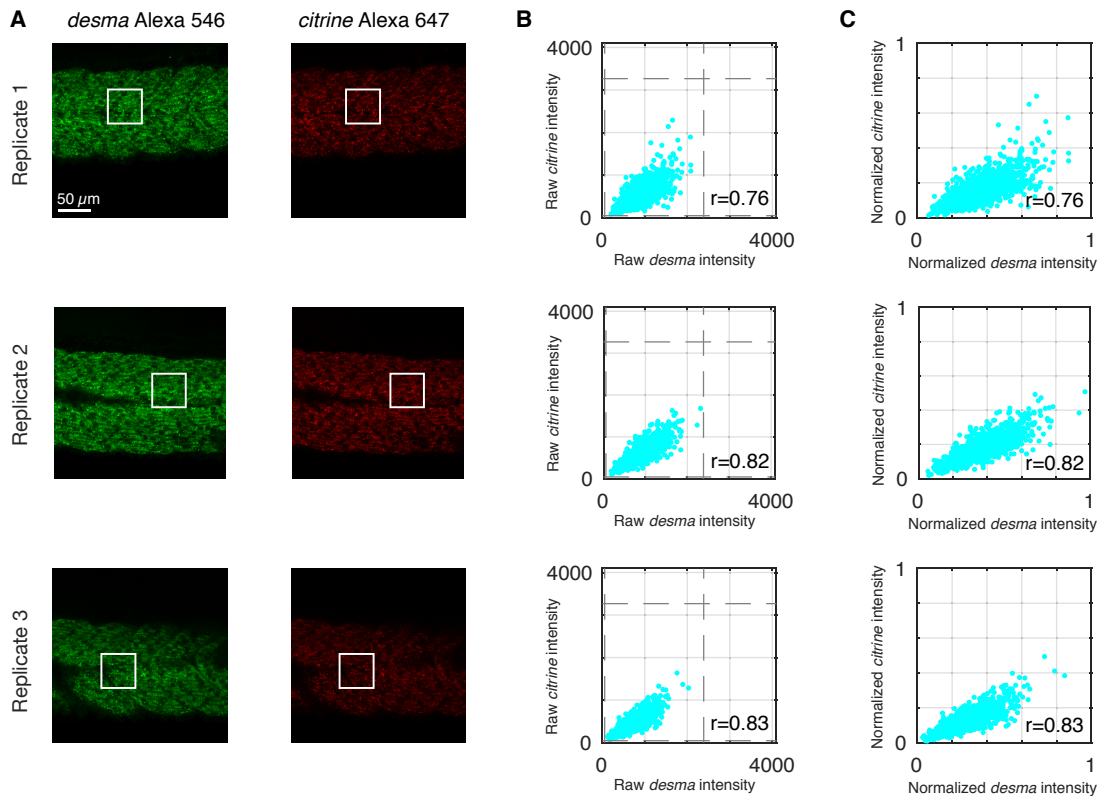 A
desma Alexa 546
citrine Alexa 647
B
C
Replicate 1
50 µm
4000
Raw citrine intensity
r=0.76
0
0
4000
Raw desma intensity
1
Normalized citrine intensity
r=0.76
0
0
1
Normalized desma intensity
Replicate 2
4000
Raw citrine intensity
r=0.82
0
0
4000
Raw desma intensity
1
Normalized citrine intensity
r=0.82
0
0
1
Normalized desma intensity
Replicate 3
4000
Raw citrine intensity
r=0.83
0
0
4000
Raw desma intensity
1
Normalized citrine intensity
r=0.83
0
0
1
Normalized desma intensity